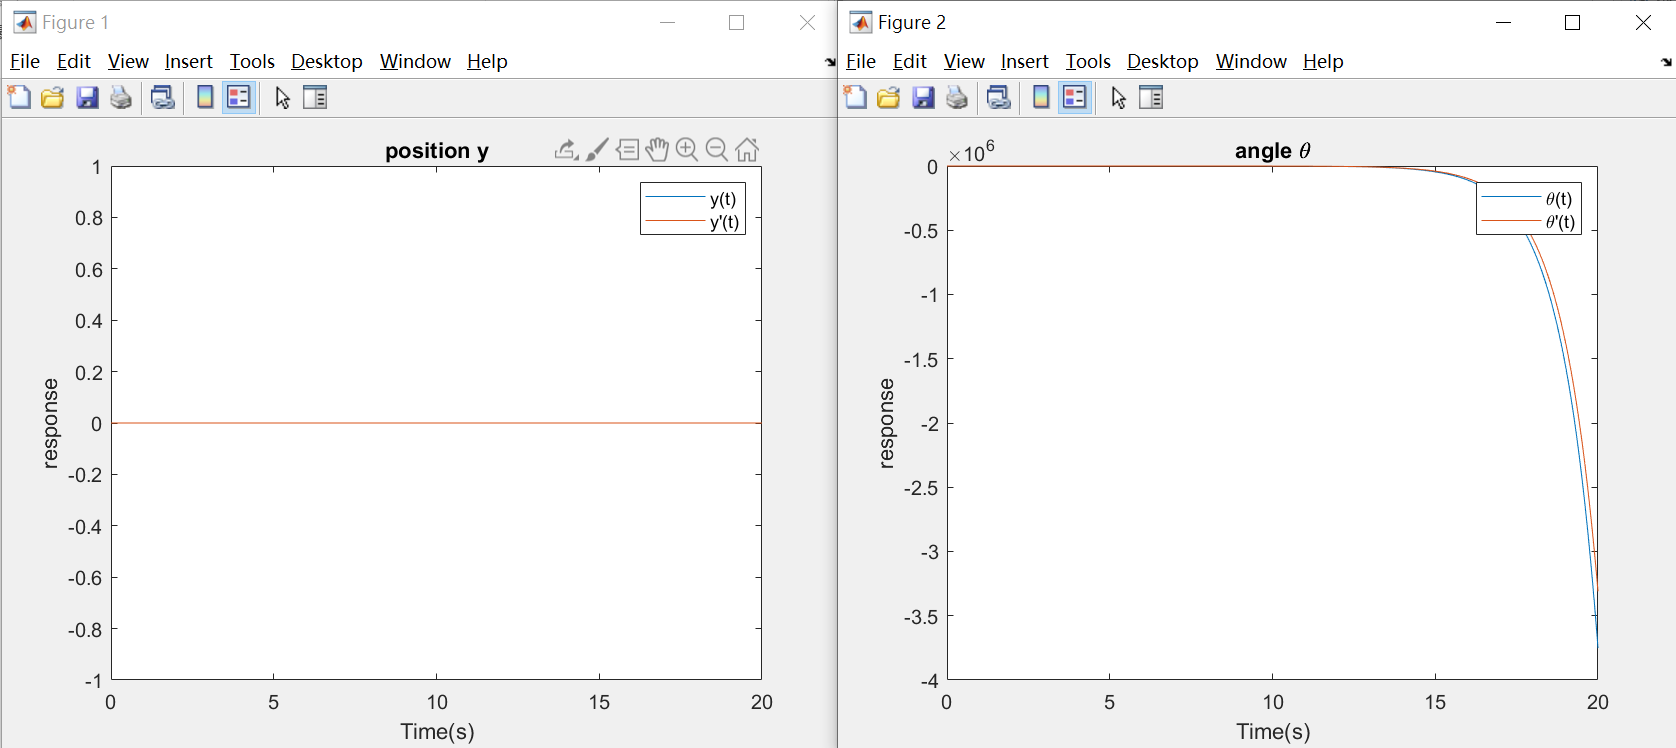 Figure 1
File Edit View Insert Tools Desktop Window Help
position y
1
0.8
0.6
0.4
0.2
0
-0.2
-0.4
-0.6
-0.8
-1
response
y(t)
y'(t)
0 5 10 15 20
Time(s)
Figure 2
File Edit View Insert Tools Desktop Window Help
×10⁶
angle θ
0
-0.5
-1
-1.5
-2
-2.5
-3
-3.5
-4
response
θ(t)
θ'(t)
0 5 10 15 20
Time(s)